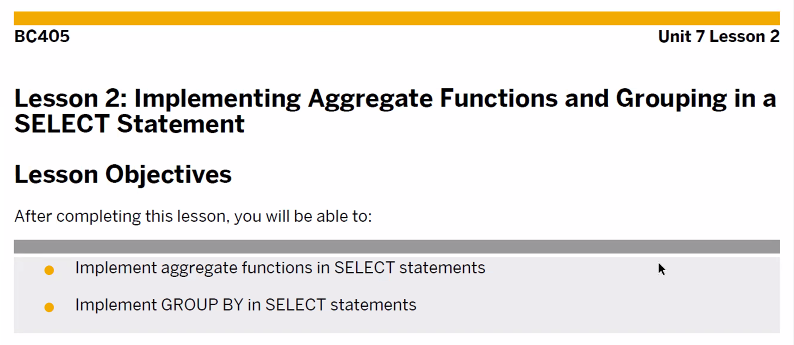 BC405
Unit 7 Lesson 2
Lesson 2: Implementing Aggregate Functions and Grouping in a
SELECT Statement
Lesson Objectives
After completing this lesson, you will be able to:
Implement aggregate functions in SELECT statements
Implement GROUP BY in SELECT statements